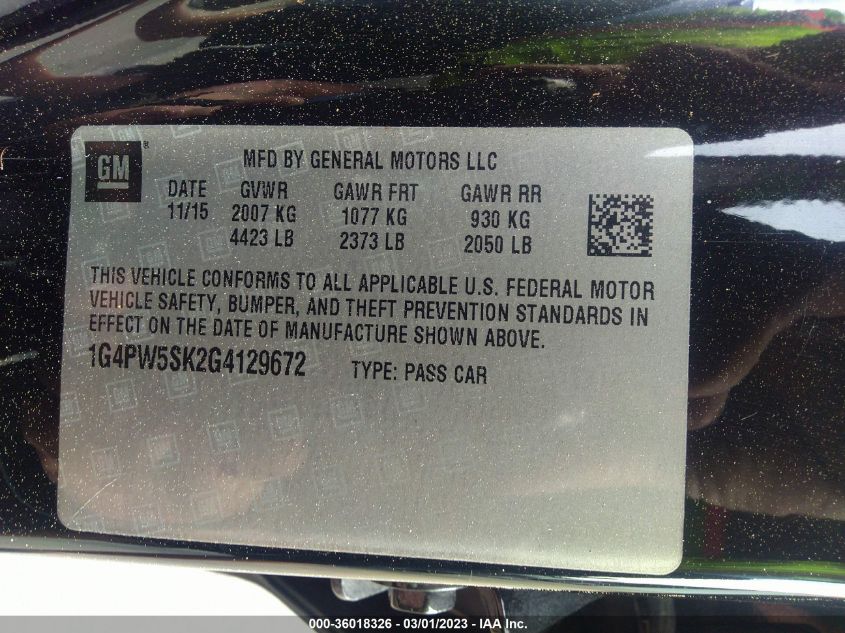 GM®
MFD BY GENERAL MOTORS LLC
DATE GVWR GAWR FRT GAWR RR
11/15 2007 KG 1077 KG 930 KG
4423 LB 2373 LB 2050 LB
THIS VEHICLE CONFORMS TO ALL APPLICABLE U.S. FEDERAL MOTOR
VEHICLE SAFETY, BUMPER, AND THEFT PREVENTION STANDARDS IN
EFFECT ON THE DATE OF MANUFACTURE SHOWN ABOVE.
1G4PW5SK2G4129672 TYPE: PASS CAR
000-36018326 - 03/01/2023 - IAA Inc.